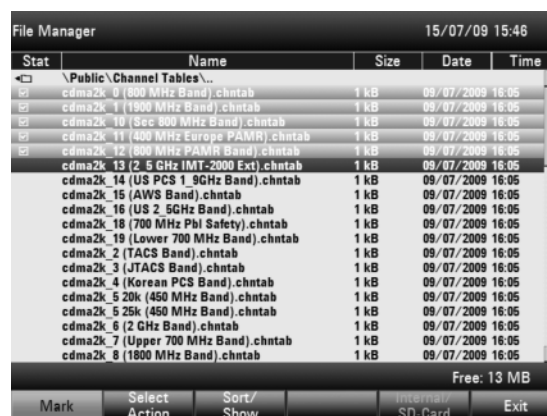 File Manager 15/07/09 15:46
Stat Name Size Date Time
\Public\Channel Tables\..
cdma2k_0 (800 MHz Band).chntab 1 kB 09/07/2009 16:05
cdma2k_1 (1900 MHz Band).chntab 1 kB 09/07/2009 16:05
cdma2k_10 (Sec 800 MHz Band).chntab 1 kB 09/07/2009 16:05
cdma2k_11 (400 MHz Europe PAMR).chntab 1 kB 09/07/2009 16:05
cdma2k_12 (800 MHz PAMR Band).chntab 1 kB 09/07/2009 16:05
cdma2k_13 (2_5 GHz IMT-2000 Ext).chntab 1 kB 09/07/2009 16:05
cdma2k_14 (US PCS 1_9GHz Band).chntab 1 kB 09/07/2009 16:05
cdma2k_15 (AWS Band).chntab 1 kB 09/07/2009 16:05
cdma2k_16 (US 2_5GHz Band).chntab 1 kB 09/07/2009 16:05
cdma2k_18 (700 MHz Pbl Safety).chntab 1 kB 09/07/2009 16:05
cdma2k_19 (Lower 700 MHz Band).chntab 1 kB 09/07/2009 16:05
cdma2k_2 (TACS Band).chntab 1 kB 09/07/2009 16:05
cdma2k_3 (JTACS Band).chntab 1 kB 09/07/2009 16:05
cdma2k_4 (Korean PCS Band).chntab 1 kB 09/07/2009 16:05
cdma2k_5 20k (450 MHz Band).chntab 1 kB 09/07/2009 16:05
cdma2k_5 25k (450 MHz Band).chntab 1 kB 09/07/2009 16:05
cdma2k_6 (2 GHz Band).chntab 1 kB 09/07/2009 16:05
cdma2k_7 (Upper 700 MHz Band).chntab 1 kB 09/07/2009 16:05
cdma2k_8 (1800 MHz Band).chntab 1 kB 09/07/2009 16:05
Free: 13 MB
Mark Select Action Sort/ Show Internal/ SD-Card Exit